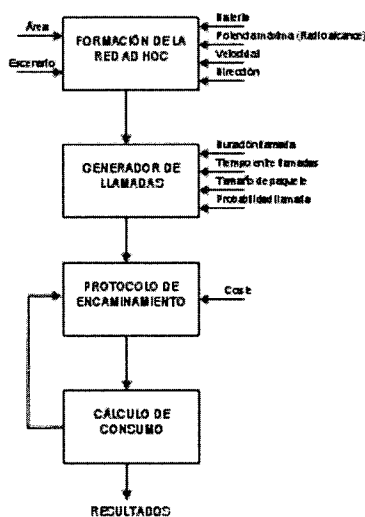 Área
Escenario
FORMACIÓN DE LA
RED AD HOC
Batería
Potencia máxima (Radio alcance)
Velocidad
Dirección
GENERADOR DE
LLAMADAS
Duración llamada
Tiempo entre llamadas
Tamaño de paquete
Probabilidad llamada
PROTOCOLO DE
ENCAMINAMIENTO
Coste
CÁLCULO DE
CONSUMO
RESULTADOS